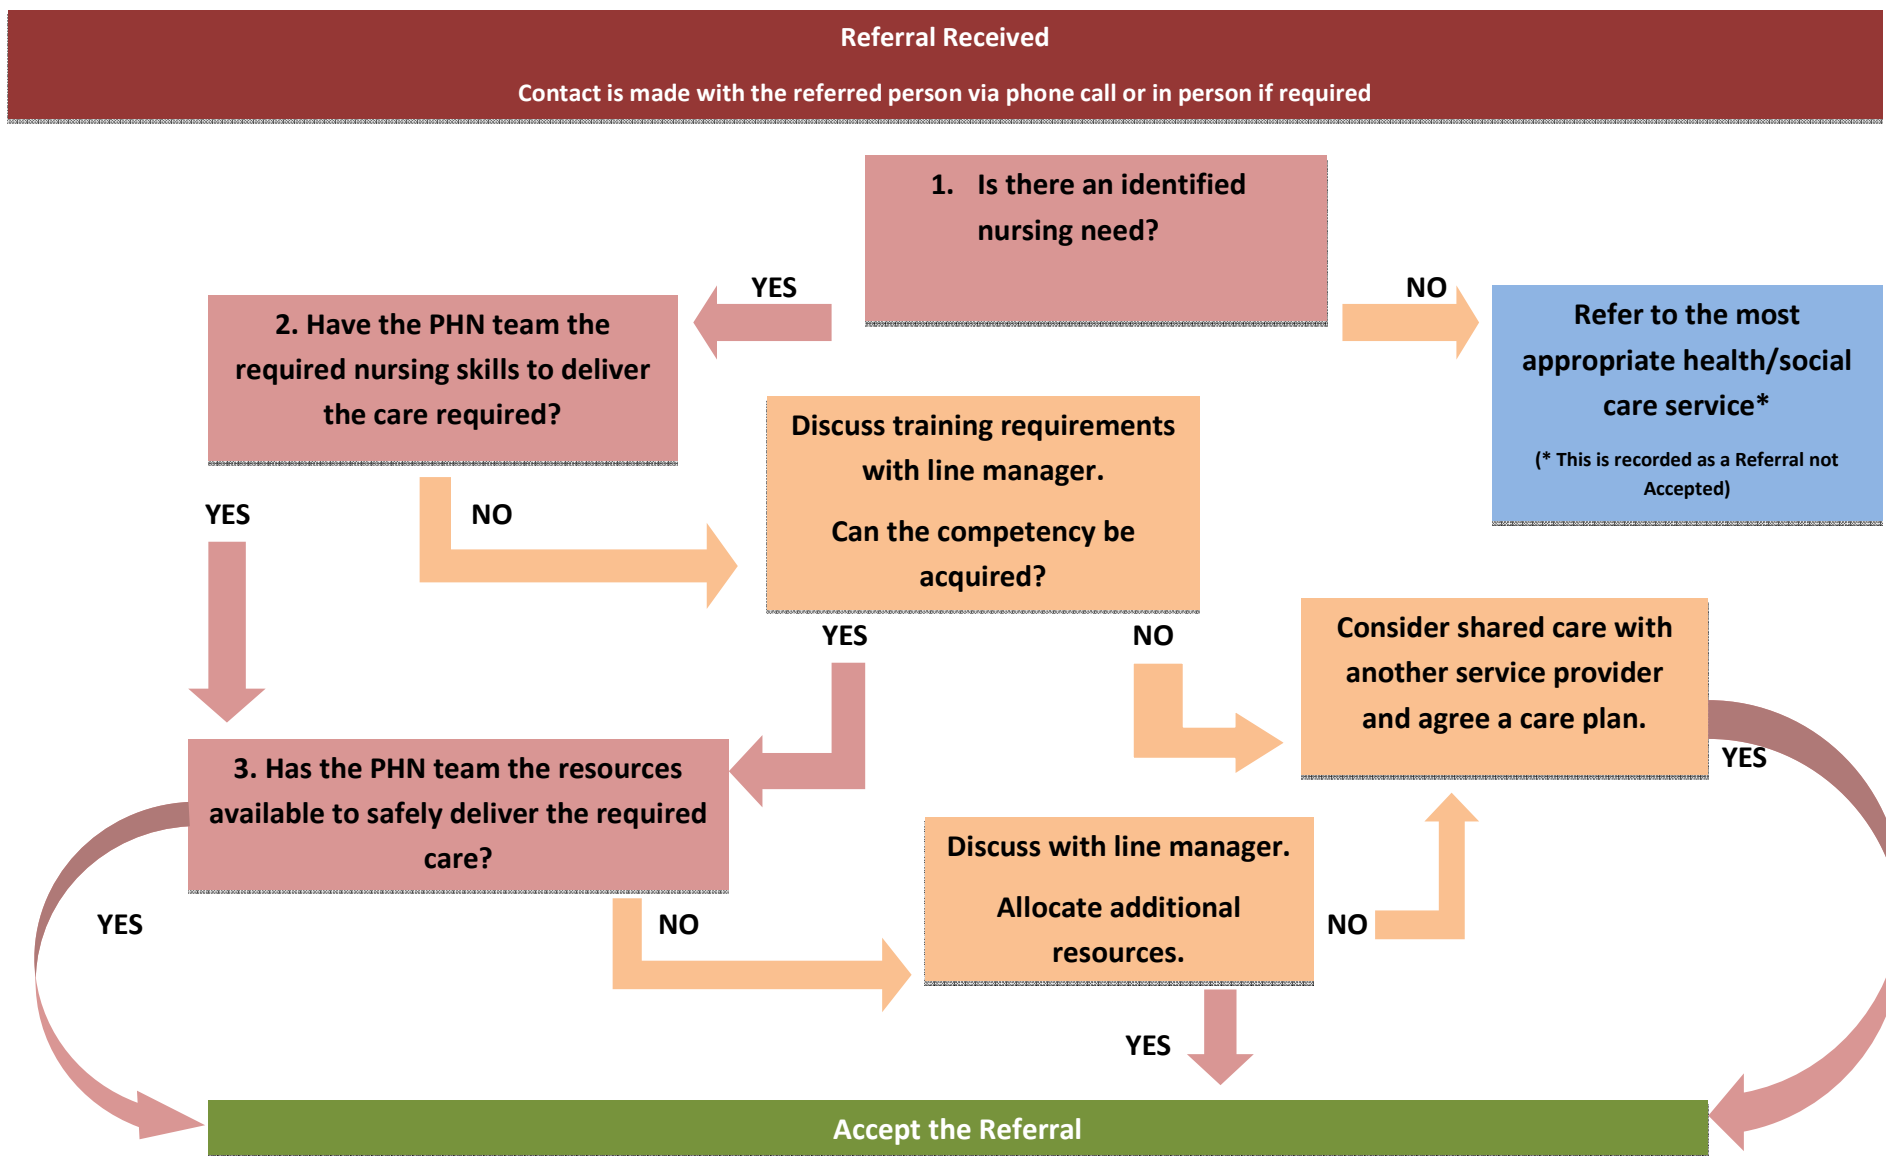 Referral Received
Contact is made with the referred person via phone call or in person if required
1. Is there an identified
nursing need?
YES
NO
2. Have the PHN team the
required nursing skills to deliver
the care required?
Refer to the most
appropriate health/social
care service*
(* This is recorded as a Referral not
Accepted)
Discuss training requirements
with line manager.
Can the competency be
acquired?
YES
NO
YES
NO
Consider shared care with
another service provider
and agree a care plan.
YES
3. Has the PHN team the resources
available to safely deliver the required
care?
Discuss with line manager.
Allocate additional
resources.
YES
NO
NO
YES
Accept the Referral